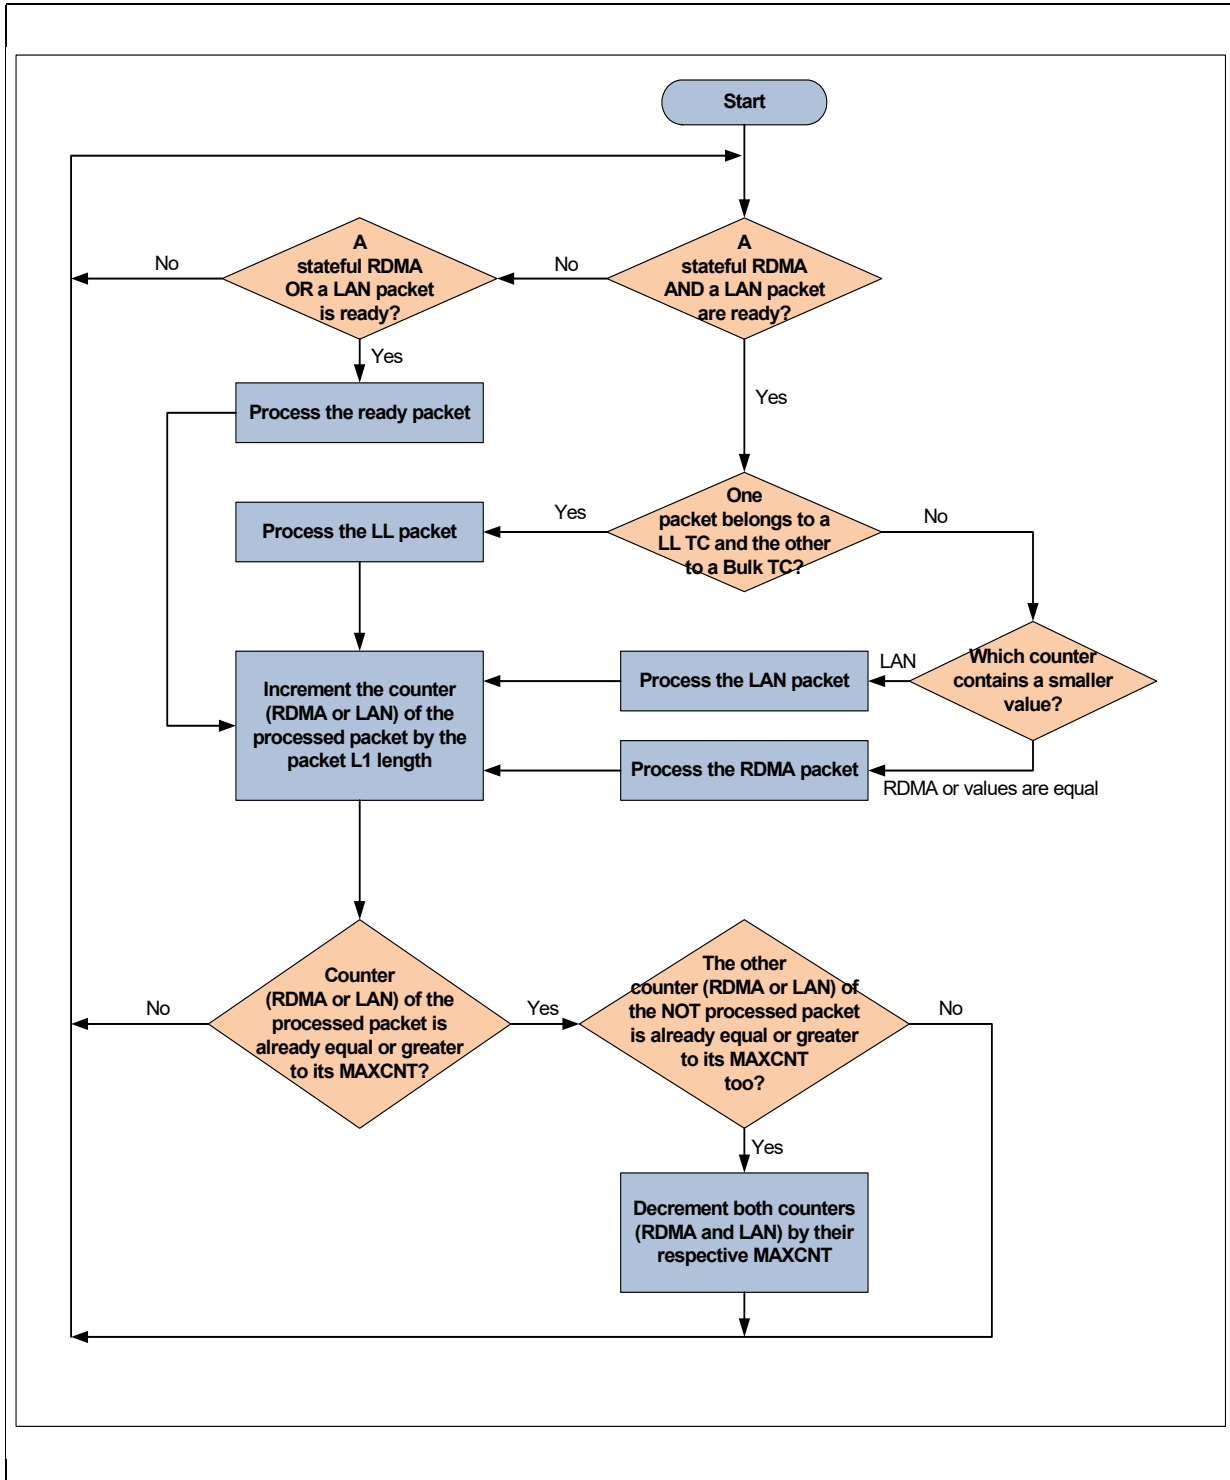 Start
A
stateful RDMA
AND a LAN packet
are ready?
No
A
stateful RDMA
OR a LAN packet
is ready?
No
Yes
Process the ready packet
Yes
One
packet belongs to a
LL TC and the other
to a Bulk TC?
Yes
No
Process the LL packet
Which counter
contains a smaller
value?
LAN
Process the LAN packet
RDMA or values are equal
Process the RDMA packet
Increment the counter
(RDMA or LAN) of the
processed packet by the
packet L1 length
Counter
(RDMA or LAN) of the
processed packet is
already equal or greater
to its MAXCNT?
No
Yes
The other
counter (RDMA or LAN) of
the NOT processed packet
is already equal or greater
to its MAXCNT
too?
No
Yes
Decrement both counters
(RDMA and LAN) by their
respective MAXCNT